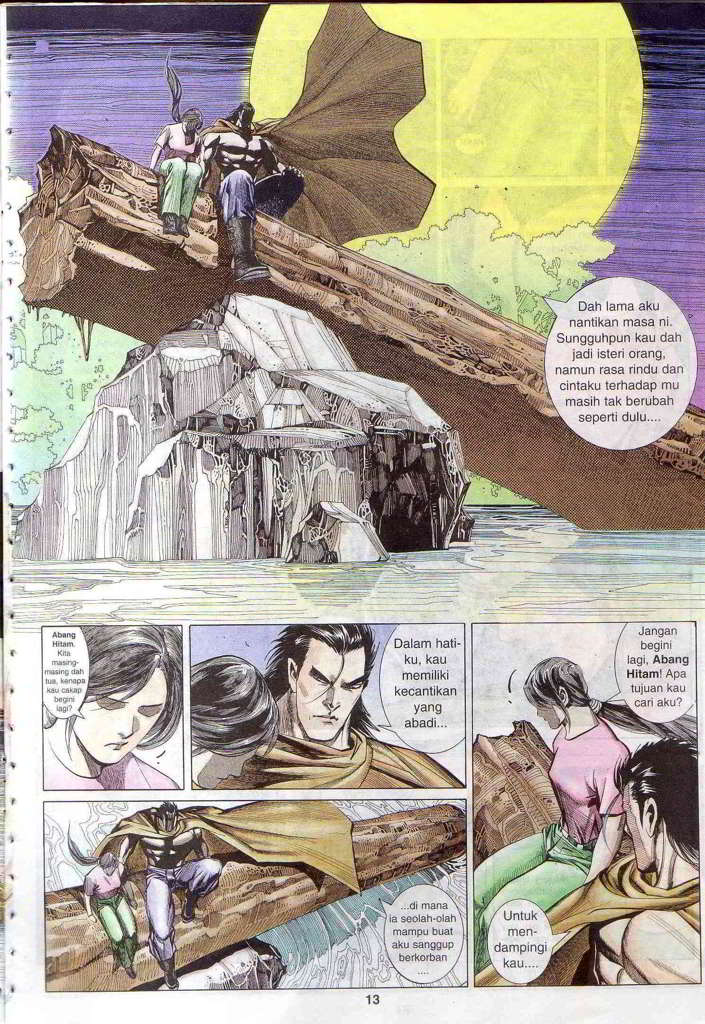 Dah lama aku
nantikan masa ni.
Sungguhpun kau dah
jadi isteri orang,
namun rasa rindu dan
cintaku terhadap mu
masih tak berubah
seperti dulu....
Abang
Hitam.
Kita
masing-
masing dah
tua, kenapa
kau cakap
begini
lagi?
Dalam hati-
ku, kau
memiliki
kecantikan
yang
abadi...
Jangan
begini
lagi, Abang
Hitam! Apa
tujuan kau
cari aku?
...di mana
ia seolah-olah
mampu buat
aku sanggup
berkorban
....
Untuk
men-
dampingi
kau....
13